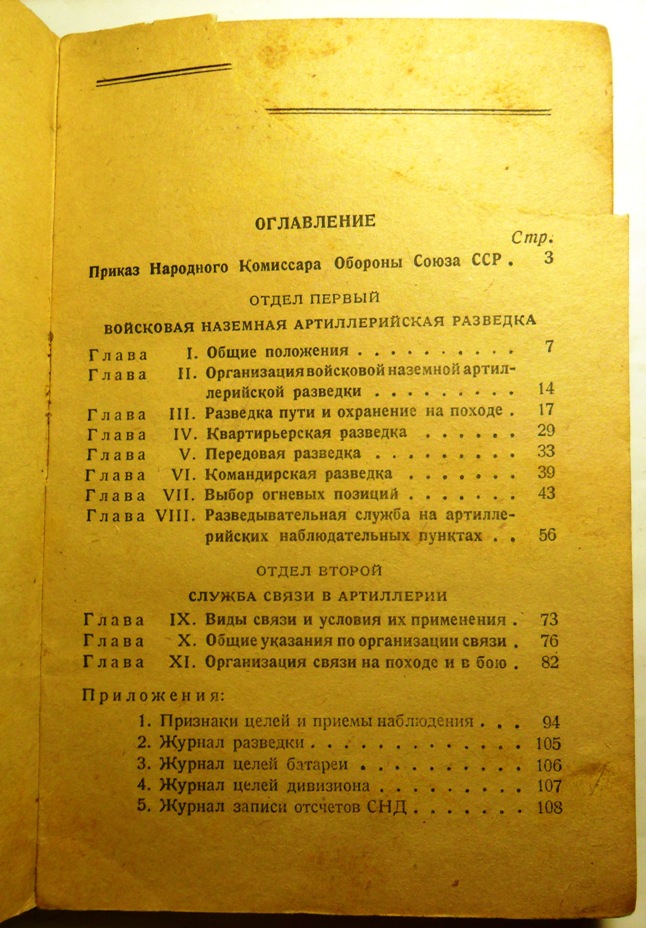 ОГЛАВЛЕНИЕ
Стр.
Приказ Народного Комиссара Обороны Союза ССР . 3
ОТДЕЛ ПЕРВЫЙ
ВОЙСКОВАЯ НАЗЕМНАЯ АРТИЛЛЕРИЙСКАЯ РАЗВЕДКА
Глава I. Общие положения . . . . . . . . . . 7
Глава II. Организация войсковой наземной артил-
лерийской разведки . . . . . . . . . 14
Глава III. Разведка пути и охранение на походе . 17
Глава IV. Квартирьерская разведка . . . . . . 29
Глава V. Передовая разведка . . . . . . . . . 33
Глава VI. Командирская разведка . . . . . . . 39
Глава VII. Выбор огневых позиций . . . . . . . 43
Глава VIII. Разведывательная служба на артилле-
рийских наблюдательных пунктах . . 56
ОТДЕЛ ВТОРОЙ
СЛУЖБА СВЯЗИ В АРТИЛЛЕРИИ
Глава IX. Виды связи и условия их применения . 73
Глава X. Общие указания по организации связи . 76
Глава XI. Организация связи на походе и в бою . 82
Приложения:
1. Признаки целей и приемы наблюдения . . . 94
2. Журнал разведки . . . . . . . . . . . . 105
3. Журнал целей батареи . . . . . . . . . 106
4. Журнал целей дивизиона . . . . . . . . 107
5. Журнал записи отсчетов СНД . . . . . . . 108